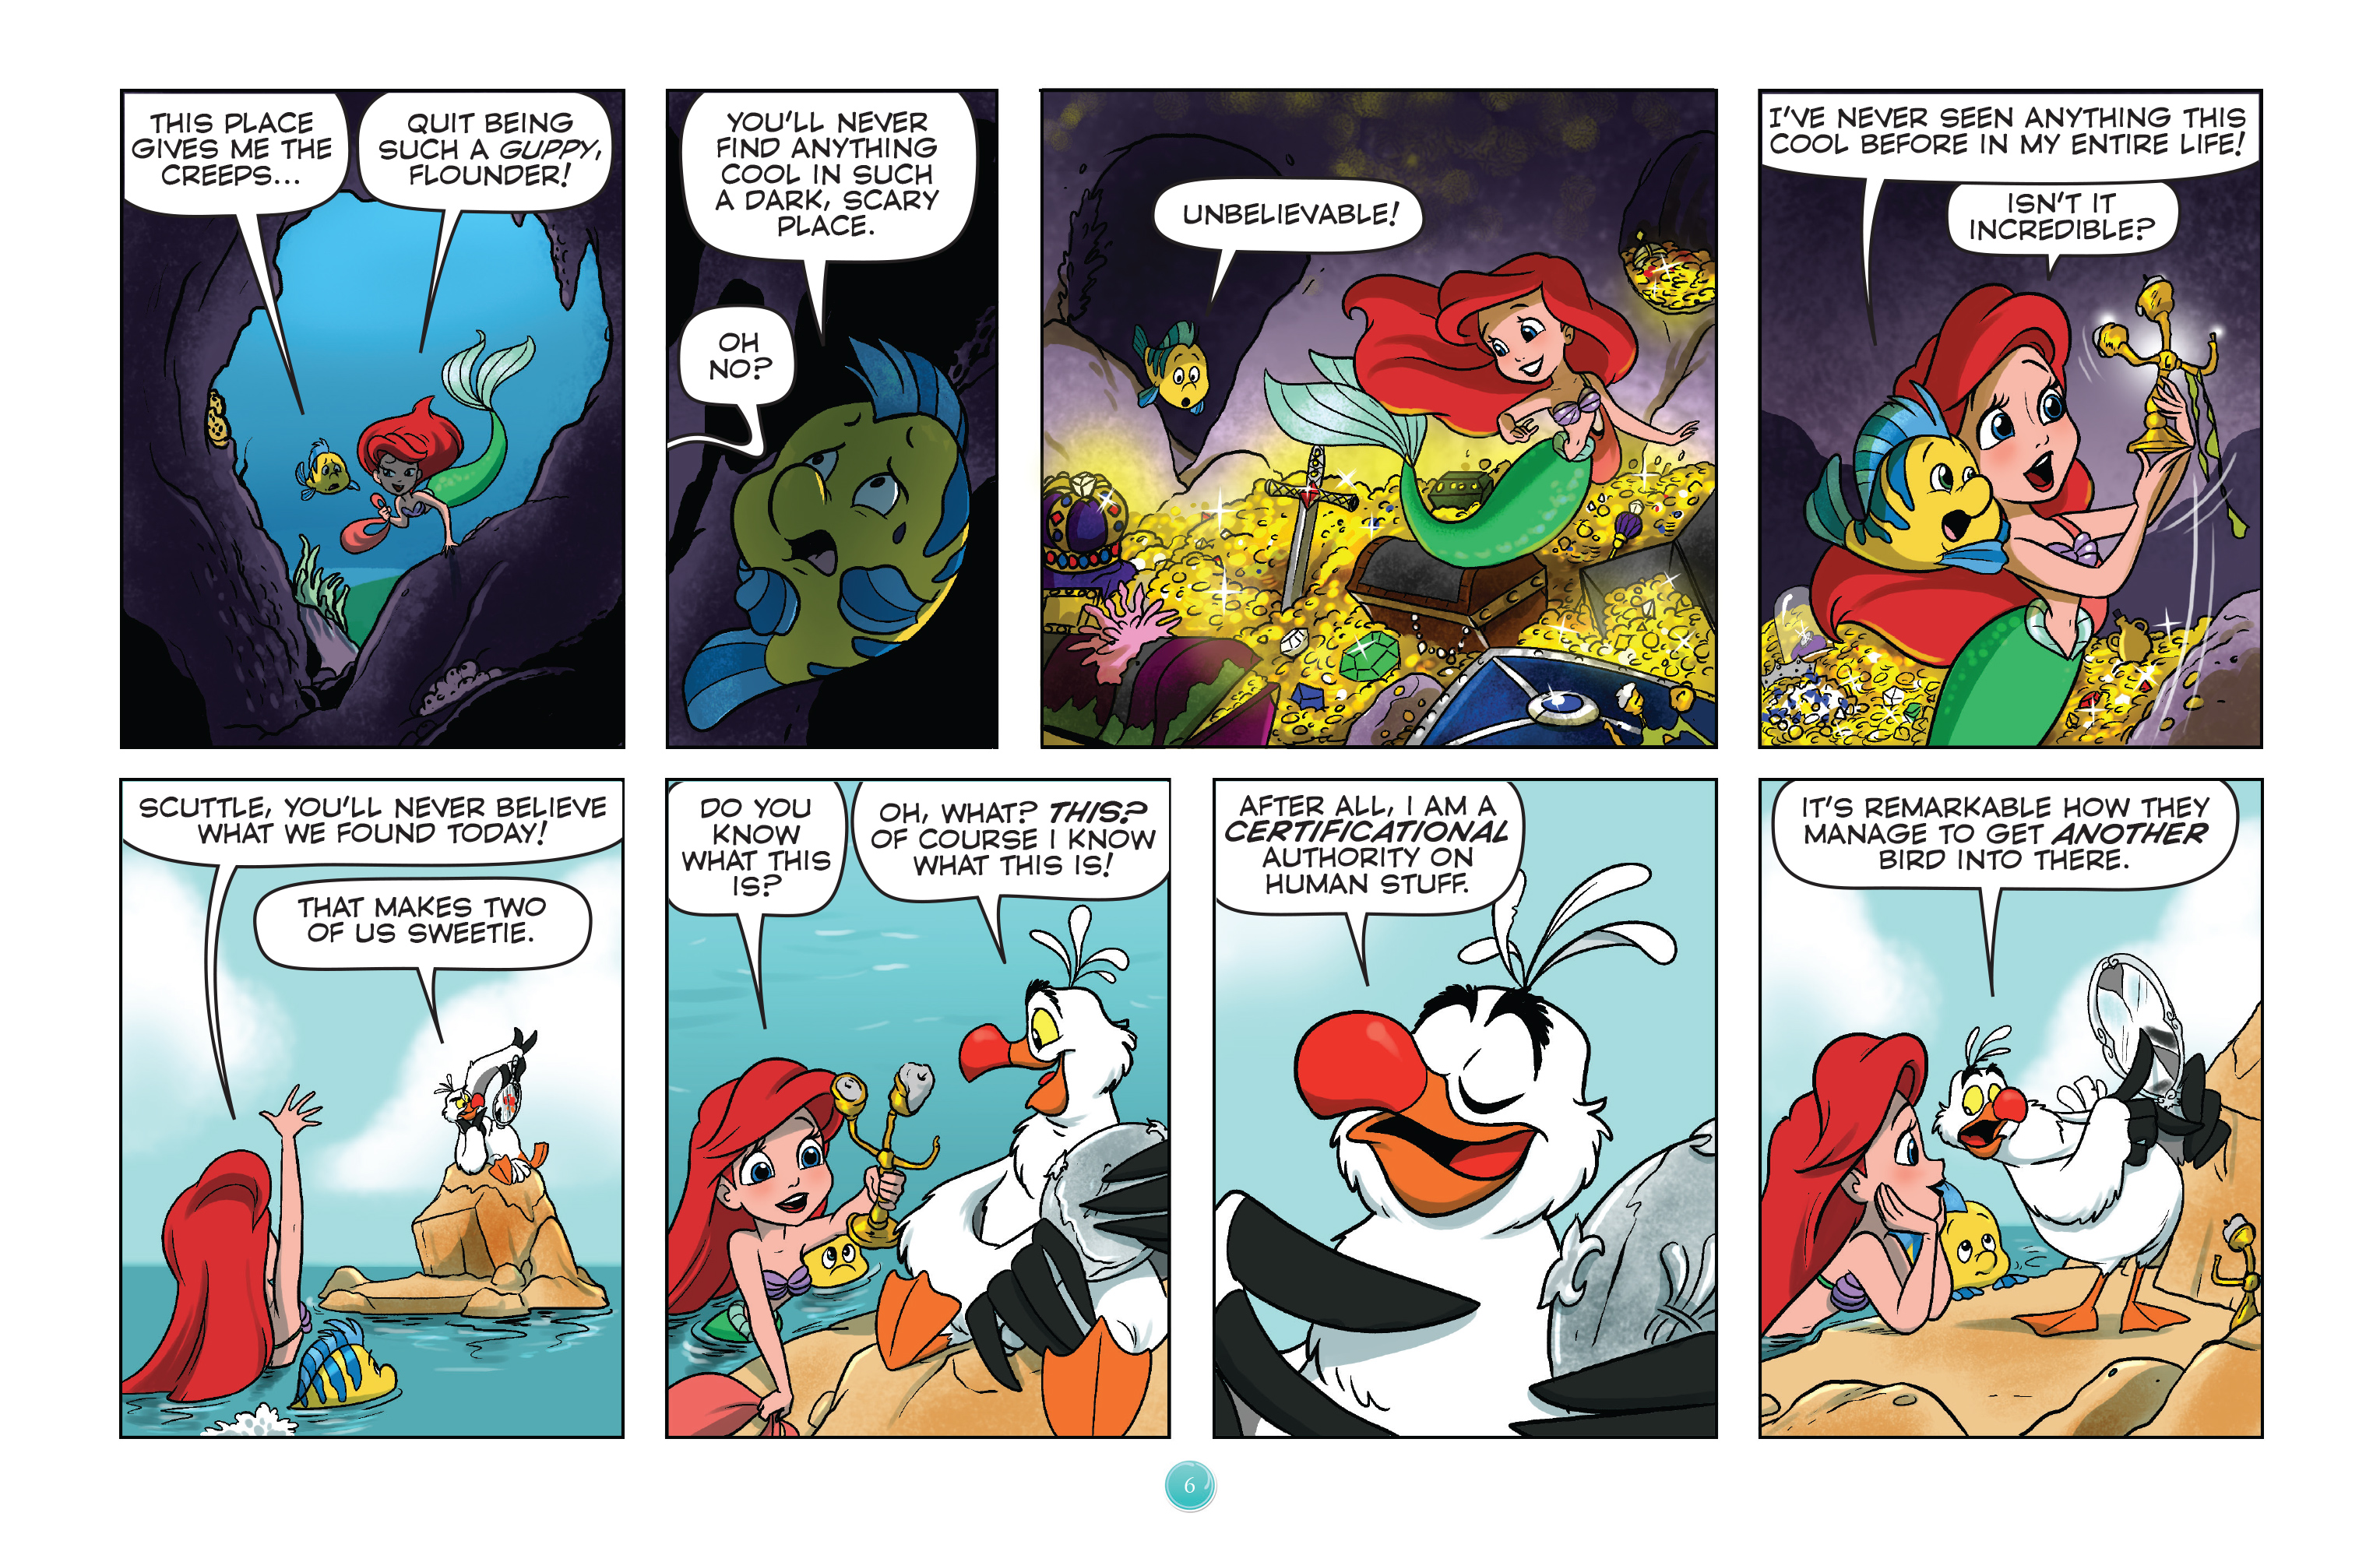 THIS PLACE
GIVES ME THE
CREEPS...
QUIT BEING
SUCH A GUPPY,
FLOUNDER!
YOU'LL NEVER
FIND ANYTHING
COOL IN SUCH
A DARK, SCARY
PLACE.
OH
NO?
UNBELIEVABLE!
I'VE NEVER SEEN ANYTHING THIS
COOL BEFORE IN MY ENTIRE LIFE!
ISN'T IT
INCREDIBLE?
SCUTTLE, YOU'LL NEVER BELIEVE
WHAT WE FOUND TODAY!
THAT MAKES TWO
OF US SWEETIE.
DO YOU
KNOW
WHAT THIS
IS?
OH, WHAT? THIS?
OF COURSE I KNOW
WHAT THIS IS!
AFTER ALL, I AM A
CERTIFICATIONAL
AUTHORITY ON
HUMAN STUFF.
IT'S REMARKABLE HOW THEY
MANAGE TO GET ANOTHER
BIRD INTO THERE.
6